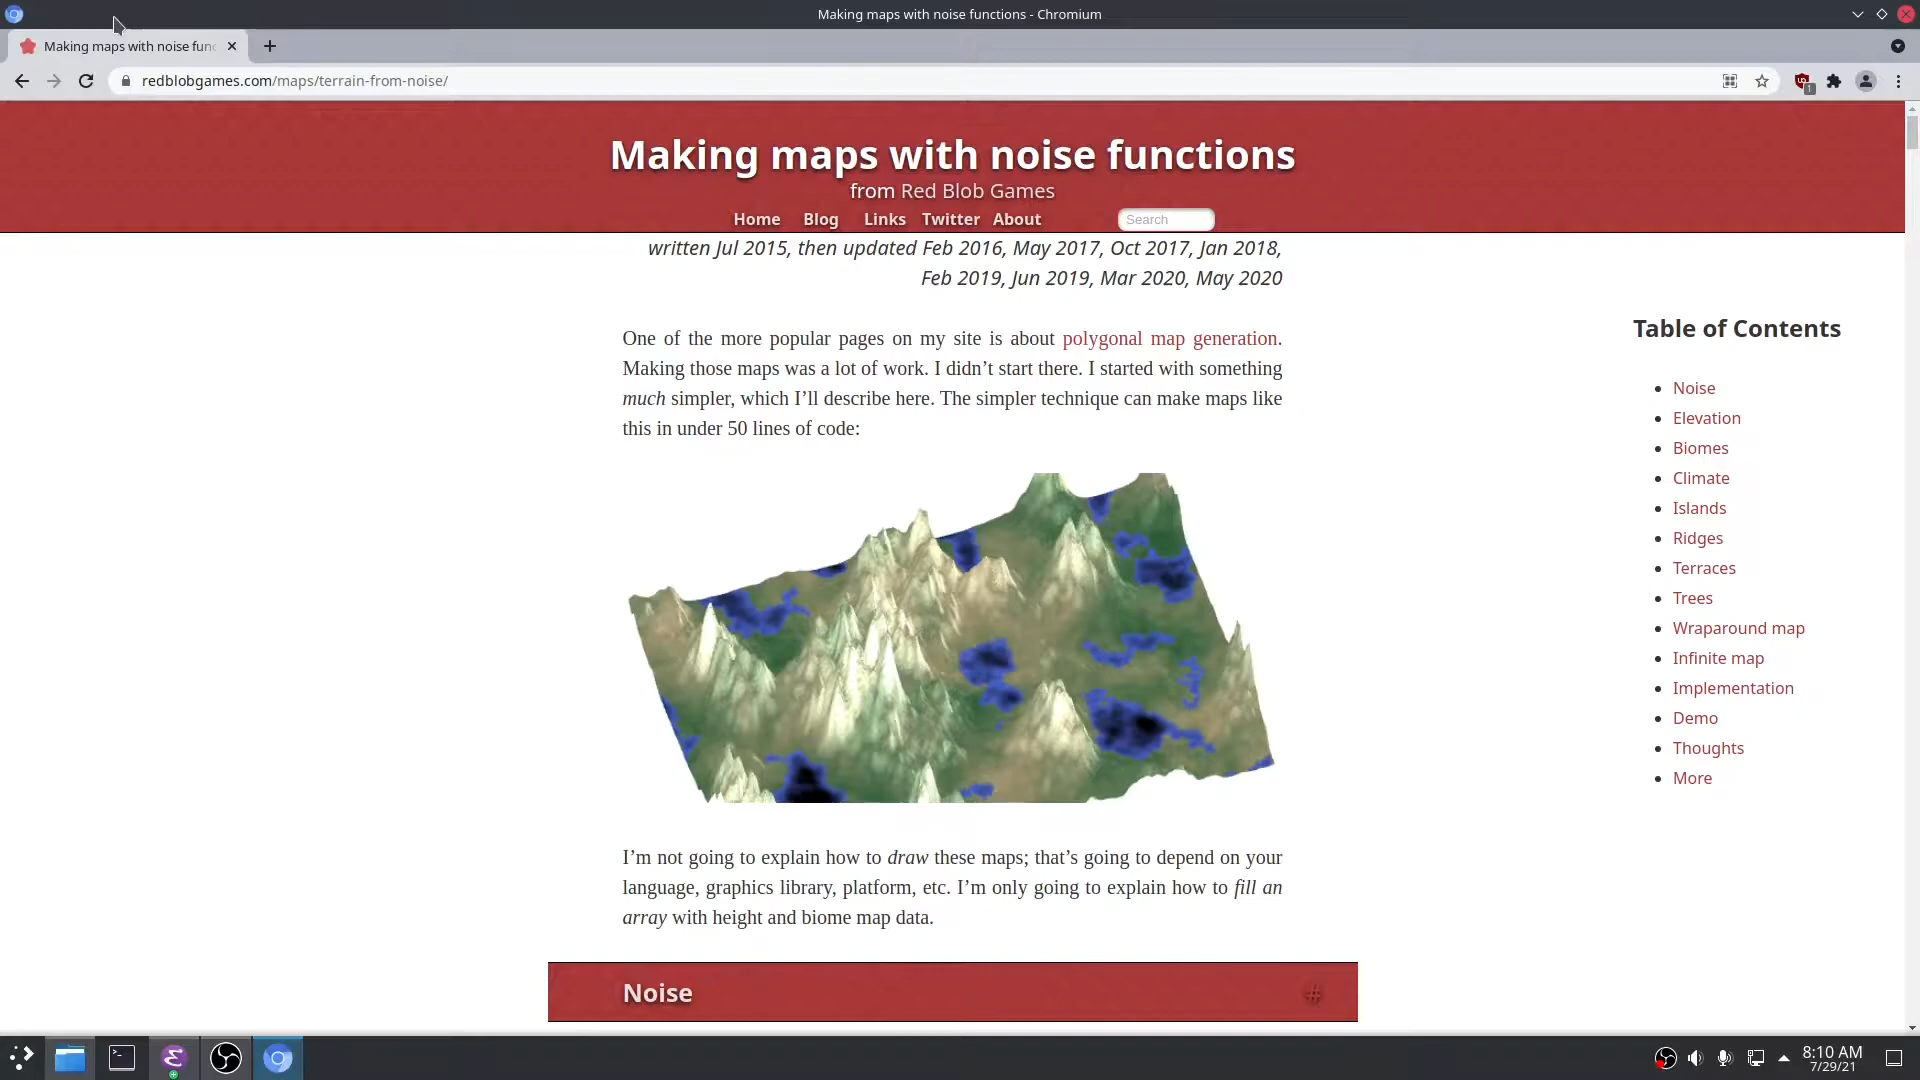 Making maps with noise functions - Chromium
Making maps with noise func
redblobgames.com/maps/terrain-from-noise/
1
Making maps with noise functions
from Red Blob Games
Home Blog Links Twitter About Search
written Jul 2015, then updated Feb 2016, May 2017, Oct 2017, Jan 2018,
Feb 2019, Jun 2019, Mar 2020, May 2020
One of the more popular pages on my site is about polygonal map generation.
Making those maps was a lot of work. I didn’t start there. I started with something
much simpler, which I’ll describe here. The simpler technique can make maps like
this in under 50 lines of code:
I’m not going to explain how to draw these maps; that’s going to depend on your
language, graphics library, platform, etc. I’m only going to explain how to fill an
array with height and biome map data.
Noise #
Table of Contents
Noise
Elevation
Biomes
Climate
Islands
Ridges
Terraces
Trees
Wraparound map
Infinite map
Implementation
Demo
Thoughts
More
8:10 AM
7/29/21